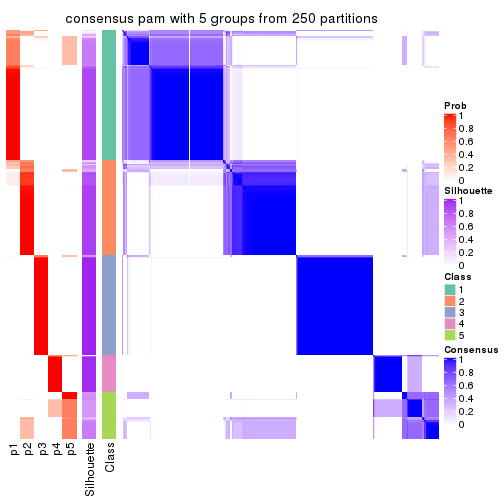 consensus pam with 5 groups from 250 partitions
Prob
1
0.8
0.6
0.4
0.2
0
Silhouette
1
0.8
0.6
0.4
0.2
0
Class
1
2
3
4
5
Consensus
1
0.8
0.6
0.4
0.2
0
p1
p2
p3
p4
p5
Silhouette
Class